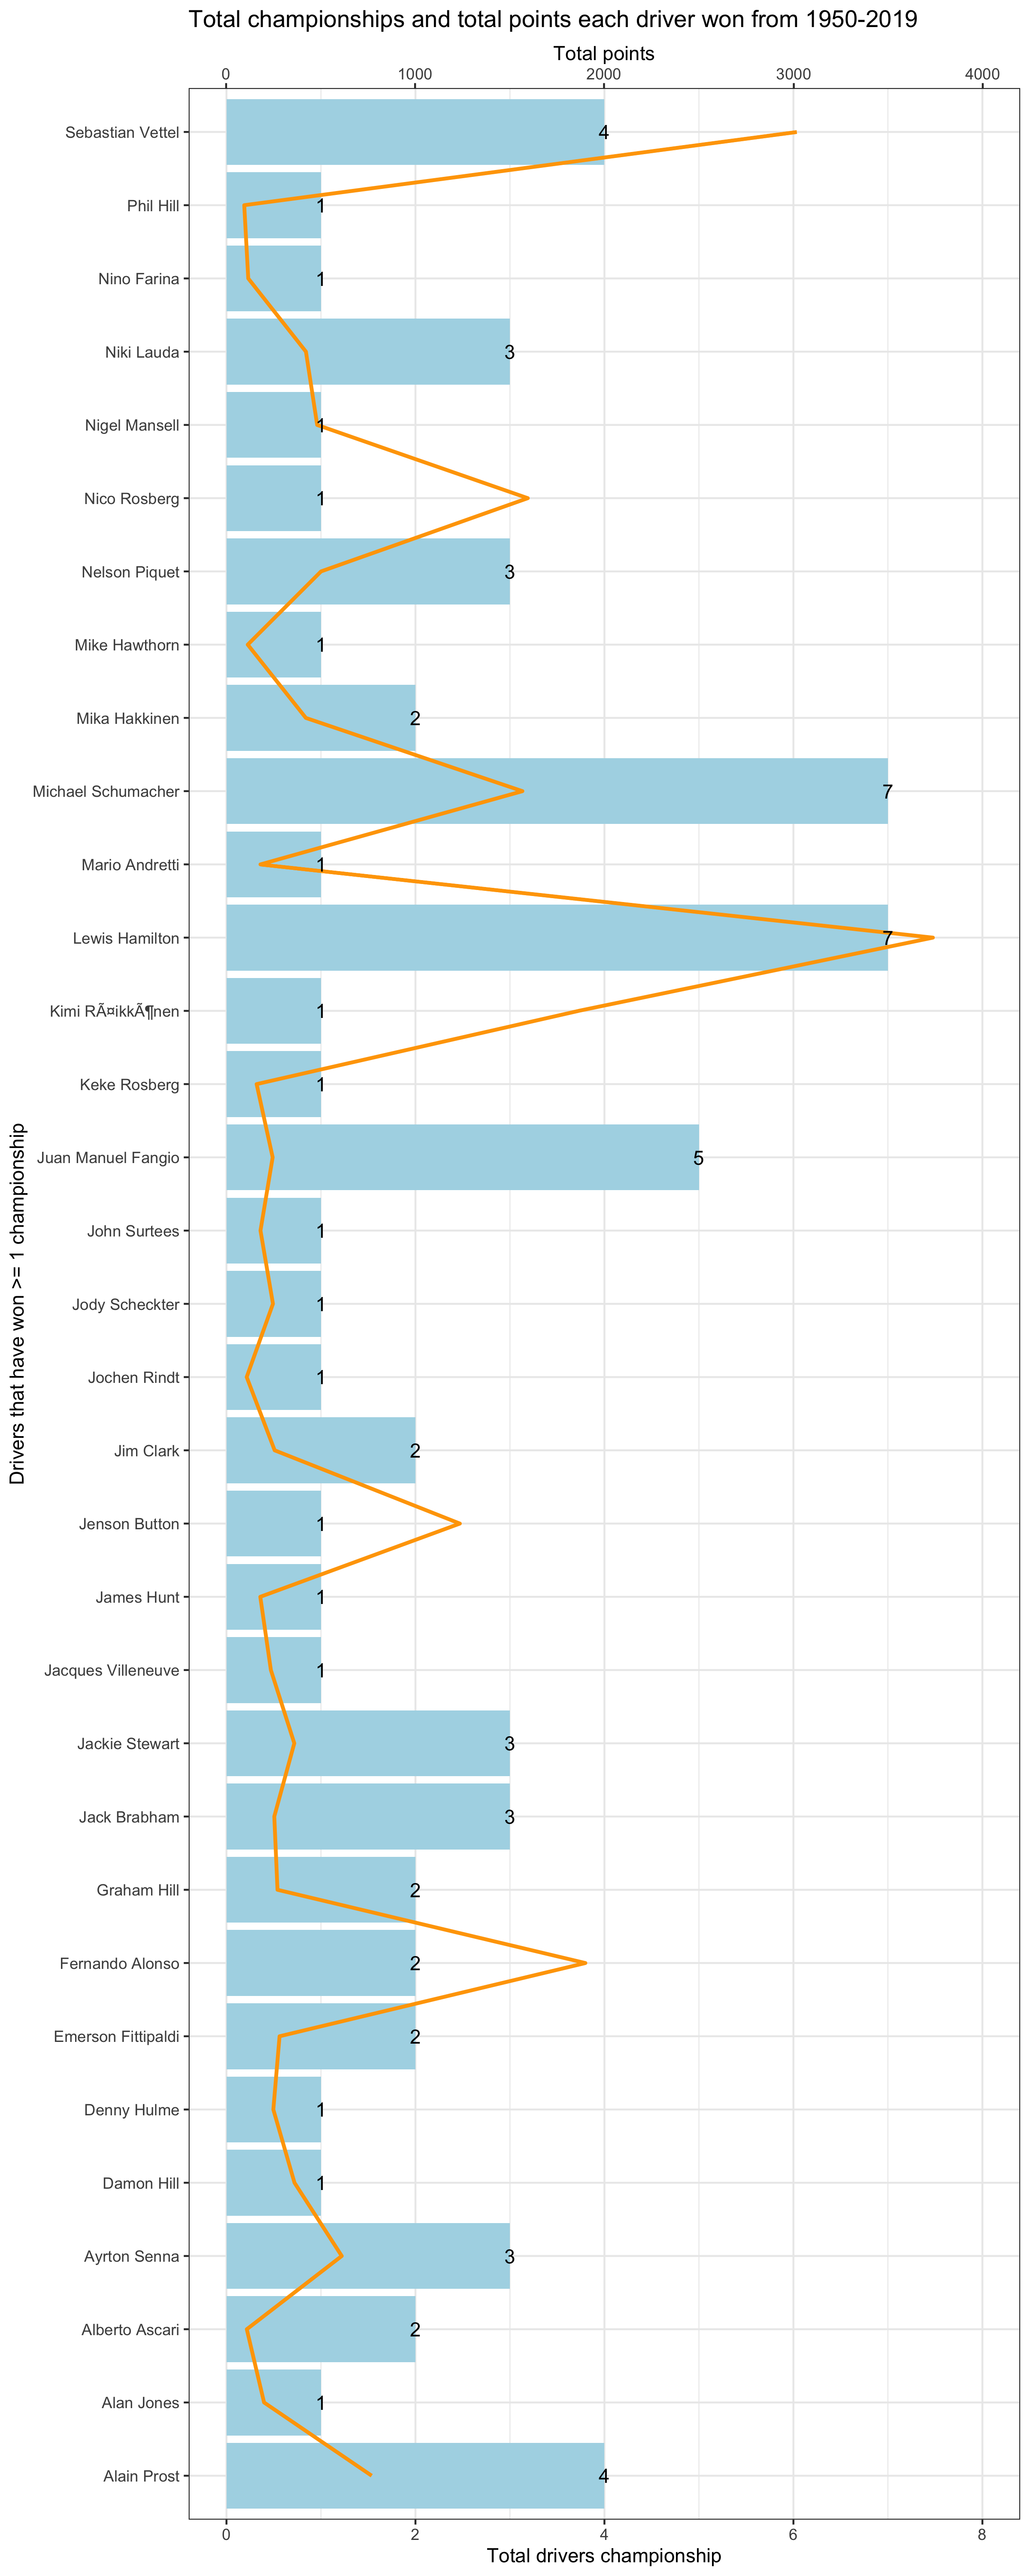 Total championships and total points each driver won from 1950-2019
Total points
0 1000 2000 3000 4000
Sebastian Vettel 4
Phil Hill 1
Nino Farina 1
Niki Lauda 3
Nigel Mansell 1
Nico Rosberg 1
Nelson Piquet 3
Mike Hawthorn 1
Mika Hakkinen 2
Michael Schumacher 7
Mario Andretti 1
Lewis Hamilton 7
Kimi RÃ¤ikkÃ¶nen 1
Keke Rosberg 1
Juan Manuel Fangio 5
John Surtees 1
Jody Scheckter 1
Jochen Rindt 1
Jim Clark 2
Jenson Button 1
James Hunt 1
Jacques Villeneuve 1
Jackie Stewart 3
Jack Brabham 3
Graham Hill 2
Fernando Alonso 2
Emerson Fittipaldi 2
Denny Hulme 1
Damon Hill 1
Ayrton Senna 3
Alberto Ascari 2
Alan Jones 1
Alain Prost 4
0 2 4 6 8
Total drivers championship
Drivers that have won >= 1 championship